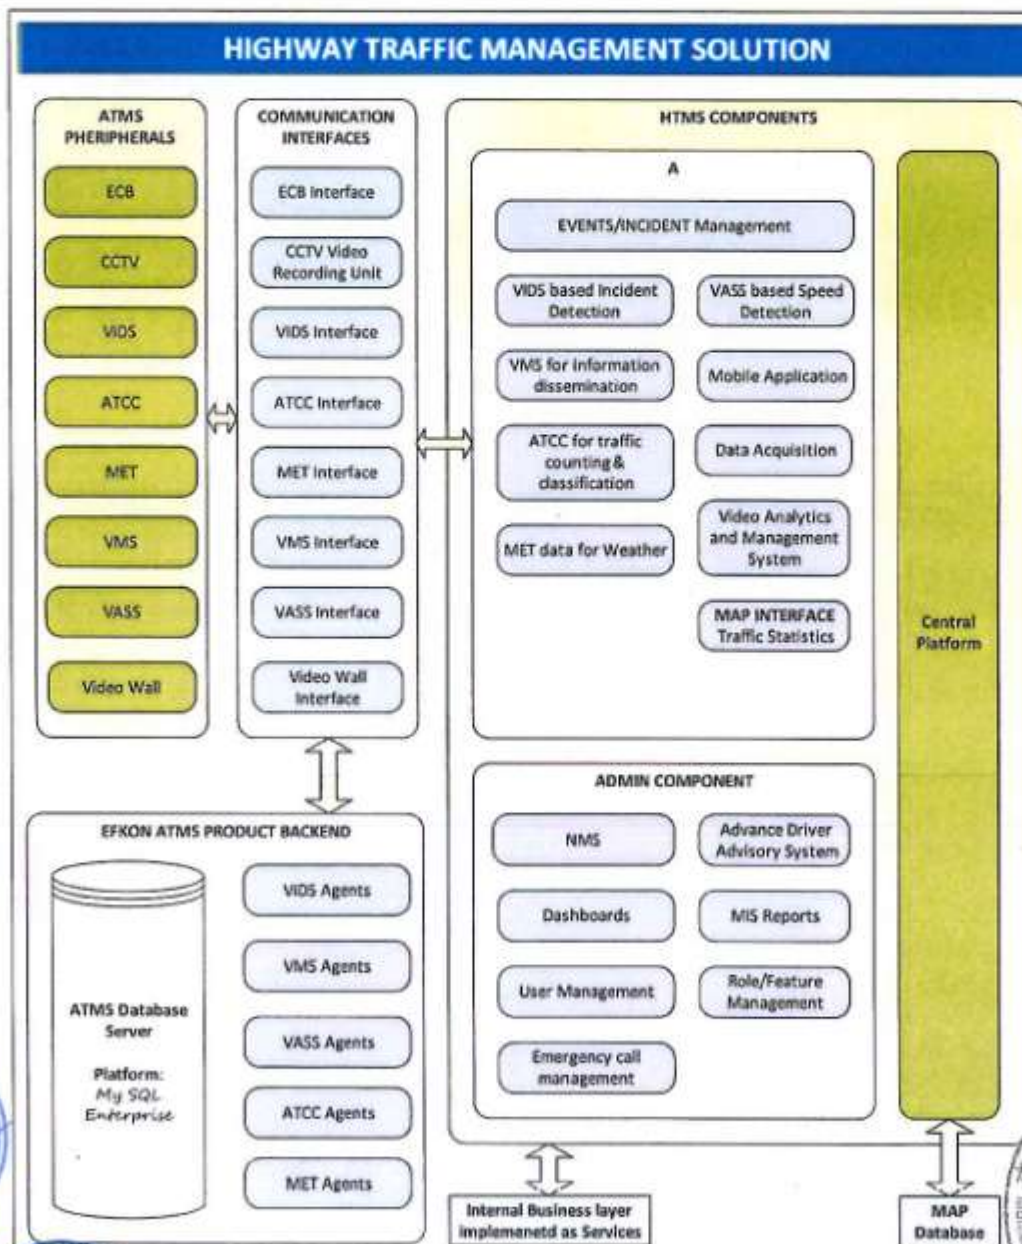 HIGHWAY TRAFFIC MANAGEMENT SOLUTION
ATMS
PHERIPHERALS
ECB
CCTV
VIDS
ATCC
MET
VMS
VASS
Video Wall
COMMUNICATION
INTERFACES
ECB Interface
CCTV Video
Recording Unit
VIDS Interface
ATCC Interface
MET Interface
VMS Interface
VASS Interface
Video Wall
Interface
HTMS COMPONENTS
A
EVENTS/INCIDENT Management
VIDS based Incident
Detection
VASS based Speed
Detection
VMS for Information
dissemination
Mobile Application
ATCC for traffic
counting &
classification
Data Acquisition
MET data for Weather
Video Analytics
and Management
System
MAP INTERFACE
Traffic Statistics
Central
Platform
ADMIN COMPONENT
NMS
Advance Driver
Advisory System
Dashboards
MIS Reports
User Management
Role/Feature
Management
Emergency call
management
EFKON ATMS PRODUCT BACKEND
ATMS Database
Server
Platform:
My SQL
Enterprise
VIDS Agents
VMS Agents
VASS Agents
ATCC Agents
MET Agents
Internal Business layer
implemenetd as Services
MAP
Database